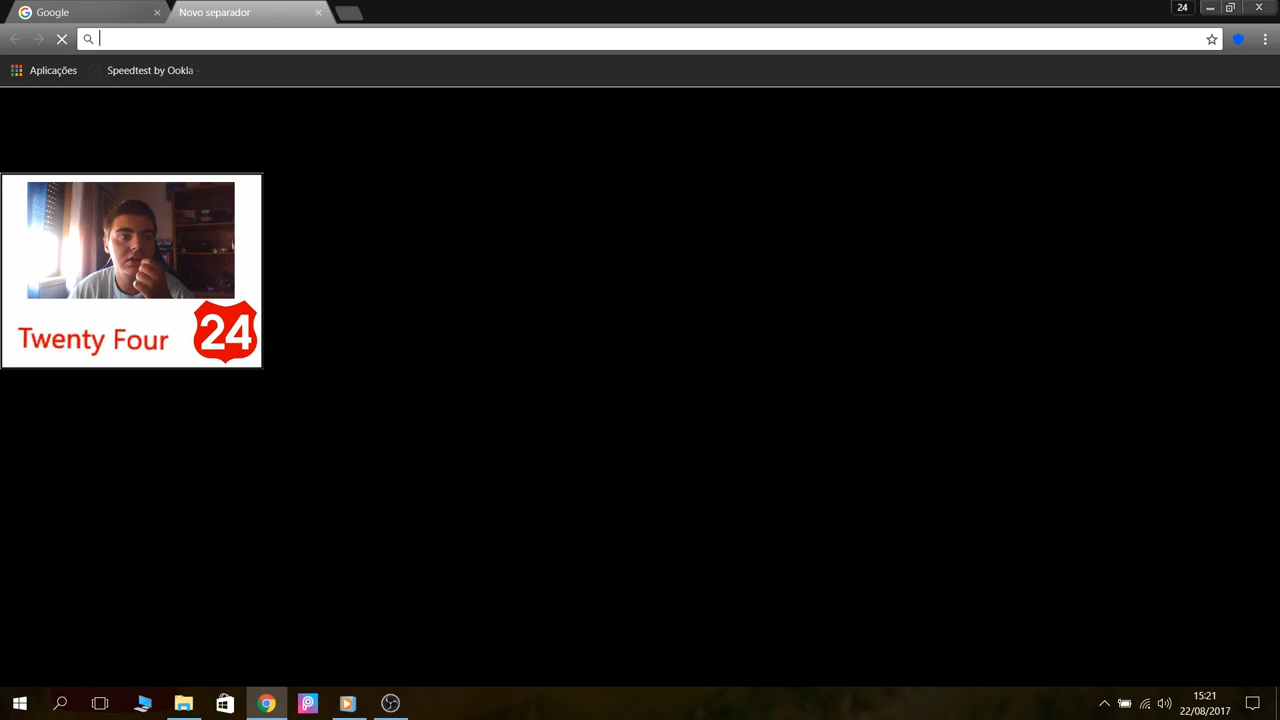 Google
Novo separador
24
Aplicações
Speedtest by Ookla -
Twenty Four
24
15:21
22/08/2017